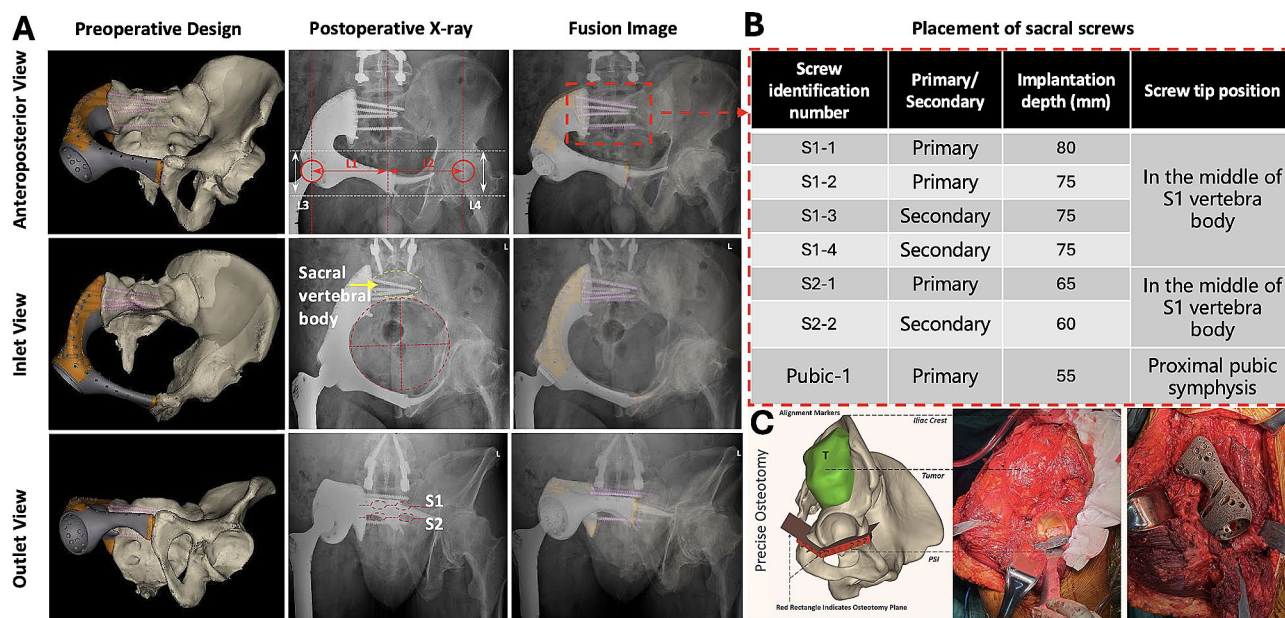 A
Preoperative Design
Postoperative X-ray
Fusion Image
Anteroposterior View
L1
L2
L3
L4
Inlet View
L
L
Sacral
vertebral
body
Outlet View
L
L
S1
S2
B
Placement of sacral screws
Screw
identification
number
Primary/
Secondary
Implantation
depth (mm)
Screw tip position
S1-1
Primary
80
S1-2
Primary
75
S1-3
Secondary
75
S1-4
Secondary
75
In the middle of
S1 vertebra
body
S2-1
Primary
65
S2-2
Secondary
60
In the middle of
S1 vertebra
body
Pubic-1
Primary
55
Proximal pubic
symphysis
C
Precise Osteotomy
Alignment Markers
Iliac Crest
T
Tumor
PSI
Red Rectangle Indicates Osteotomy Plane